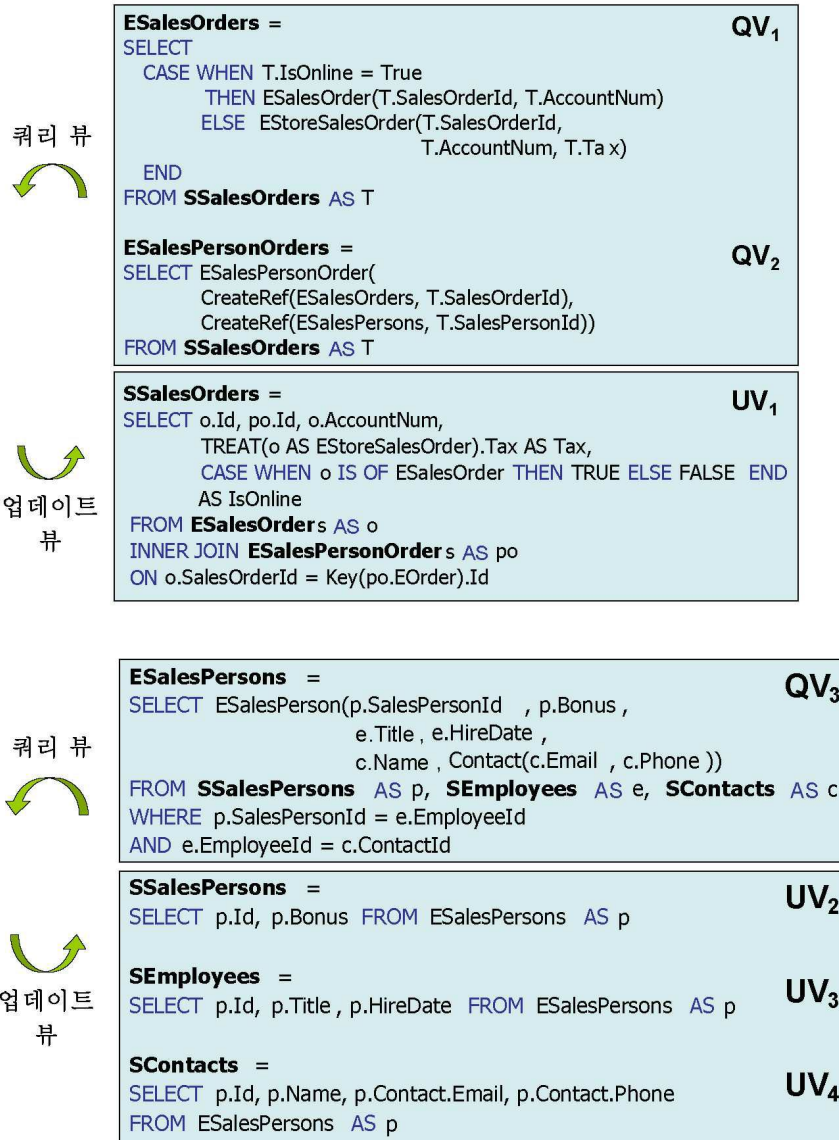 ESalesOrders =
QV1
SELECT
CASE WHEN T.IsOnline = True
THEN ESalesOrder(T.SalesOrderId, T.AccountNum)
ELSE EStoreSalesOrder(T.SalesOrderId,
T.AccountNum, T.Ta x)
END
FROM SSalesOrders AS T
쿼리 뷰
ESalesPersonOrders =
QV2
SELECT ESalesPersonOrder(
CreateRef(ESalesOrders, T.SalesOrderId),
CreateRef(ESalesPersons, T.SalesPersonId))
FROM SSalesOrders AS T
SSalesOrders =
UV1
SELECT o.Id, po.Id, o.AccountNum,
TREAT(o AS EStoreSalesOrder).Tax AS Tax,
CASE WHEN o IS OF ESalesOrder THEN TRUE ELSE FALSE END
AS IsOnline
FROM ESalesOrders AS o
INNER JOIN ESalesPersonOrders AS po
ON o.SalesOrderId = Key(po.EOrder).Id
업데이트
뷰
ESalesPersons =
QV3
SELECT ESalesPerson(p.SalesPersonId , p.Bonus ,
e.Title , e.HireDate ,
c.Name , Contact(c.Email , c.Phone ))
FROM SSalesPersons AS p, SEmployees AS e, SContacts AS c
WHERE p.SalesPersonId = e.EmployeeId
AND e.EmployeeId = c.ContactId
쿼리 뷰
SSalesPersons =
UV2
SELECT p.Id, p.Bonus FROM ESalesPersons AS p
SEmployees =
UV3
SELECT p.Id, p.Title , p.HireDate FROM ESalesPersons AS p
SContacts =
UV4
SELECT p.Id, p.Name, p.Contact.Email, p.Contact.Phone
FROM ESalesPersons AS p
업데이트
뷰